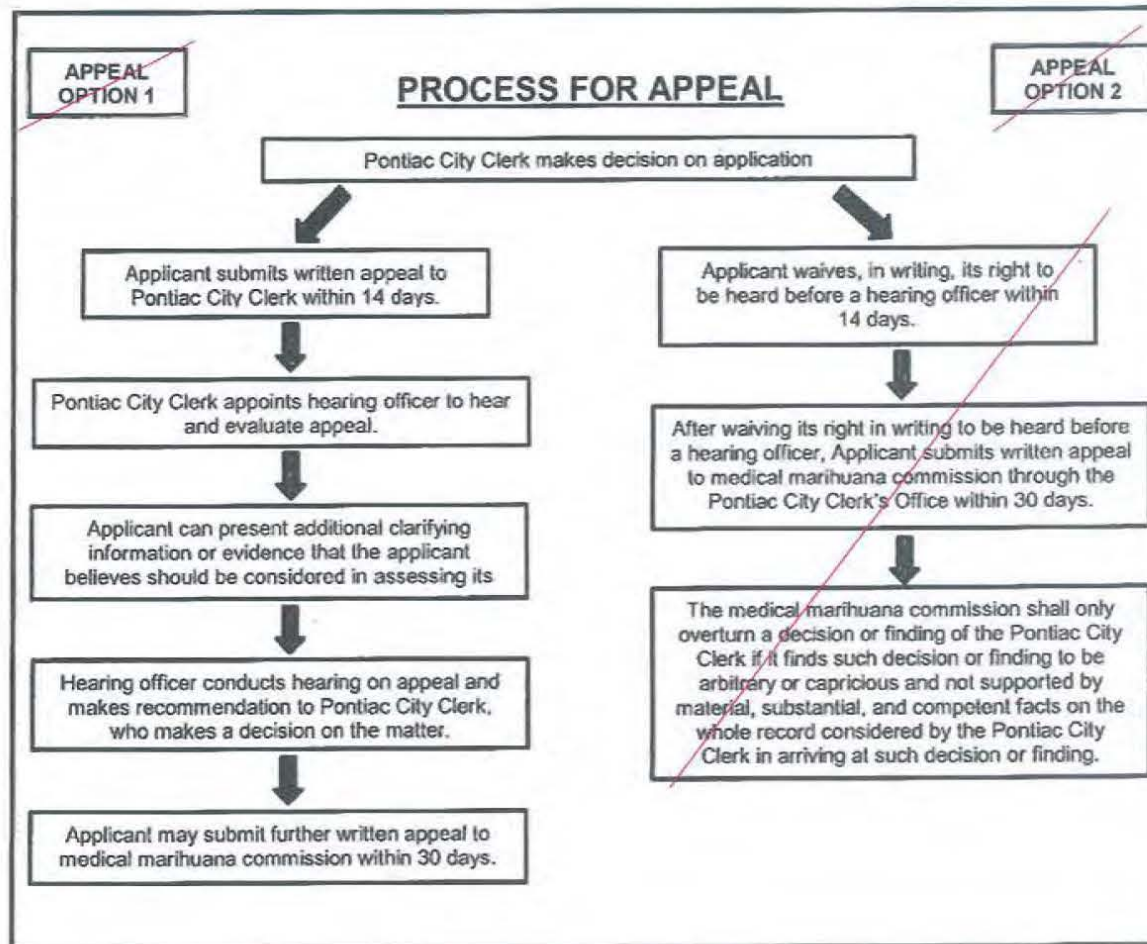 APPEAL
OPTION 1
PROCESS FOR APPEAL
APPEAL
OPTION 2
Pontiac City Clerk makes decision on application
Applicant submits written appeal to
Pontiac City Clerk within 14 days.
Pontiac City Clerk appoints hearing officer to hear
and evaluate appeal.
Applicant can present additional clarifying
information or evidence that the applicant
believes should be considered in assessing its
Hearing officer conducts hearing on appeal and
makes recommendation to Pontiac City Clerk,
who makes a decision on the matter.
Applicant may submit further written appeal to
medical marihuana commission within 30 days.
Applicant waives, in writing, its right to
be heard before a hearing officer within
14 days.
After waiving its right in writing to be heard before
a hearing officer, Applicant submits written appeal
to medical marihuana commission through the
Pontiac City Clerk's Office within 30 days.
The medical marihuana commission shall only
overturn a decision or finding of the Pontiac City
Clerk if it finds such decision or finding to be
arbitrary or capricious and not supported by
material, substantial, and competent facts on the
whole record considered by the Pontiac City
Clerk in arriving at such decision or finding.